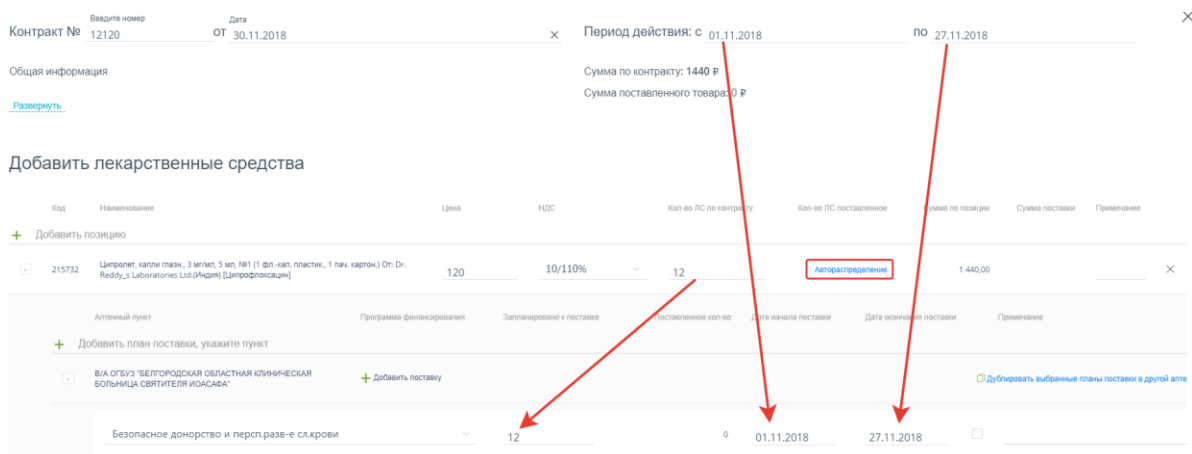 Введите номер
Дата
Контракт № 12120 от 30.11.2018
Период действия: с 01.11.2018 по 27.11.2018
Общая информация
Сумма по контракту: 1440 ₽
Сумма поставленного товара: 0 ₽
Развернуть
Добавить лекарственные средства
Код Наименование Цена НДС Кол-во ЛС по контракту Кол-во ЛС поставленное Сумма по позиции Сумма поставки Примечание
+ Добавить позицию
215732 Ципролет, капли глазн., 3 мг/мл, 5 мл, №1 (1 фл.-кап. пластик., 1 пач. картон.) От: Dr.
Reddy_s Laboratories Ltd.(Индия) [Ципрофлоксацин]
120 10/110% 12 Автораспределение 1 440,00
Аптечный пункт Программа финансирования Запланировано к поставке Поставленное кол-во Дата начала поставки Дата окончания поставки Примечание
+ Добавить план поставки, укажите пункт
В/А ОГБУЗ "БЕЛГОРОДСКАЯ ОБЛАСТНАЯ КЛИНИЧЕСКАЯ
БОЛЬНИЦА СВЯТИТЕЛЯ ИОАСАФА"
+ Добавить поставку
Дублировать выбранные планы поставки в другой апте
Безопасное донорство и персп.разв-е сл.крови 12 0 01.11.2018 27.11.2018